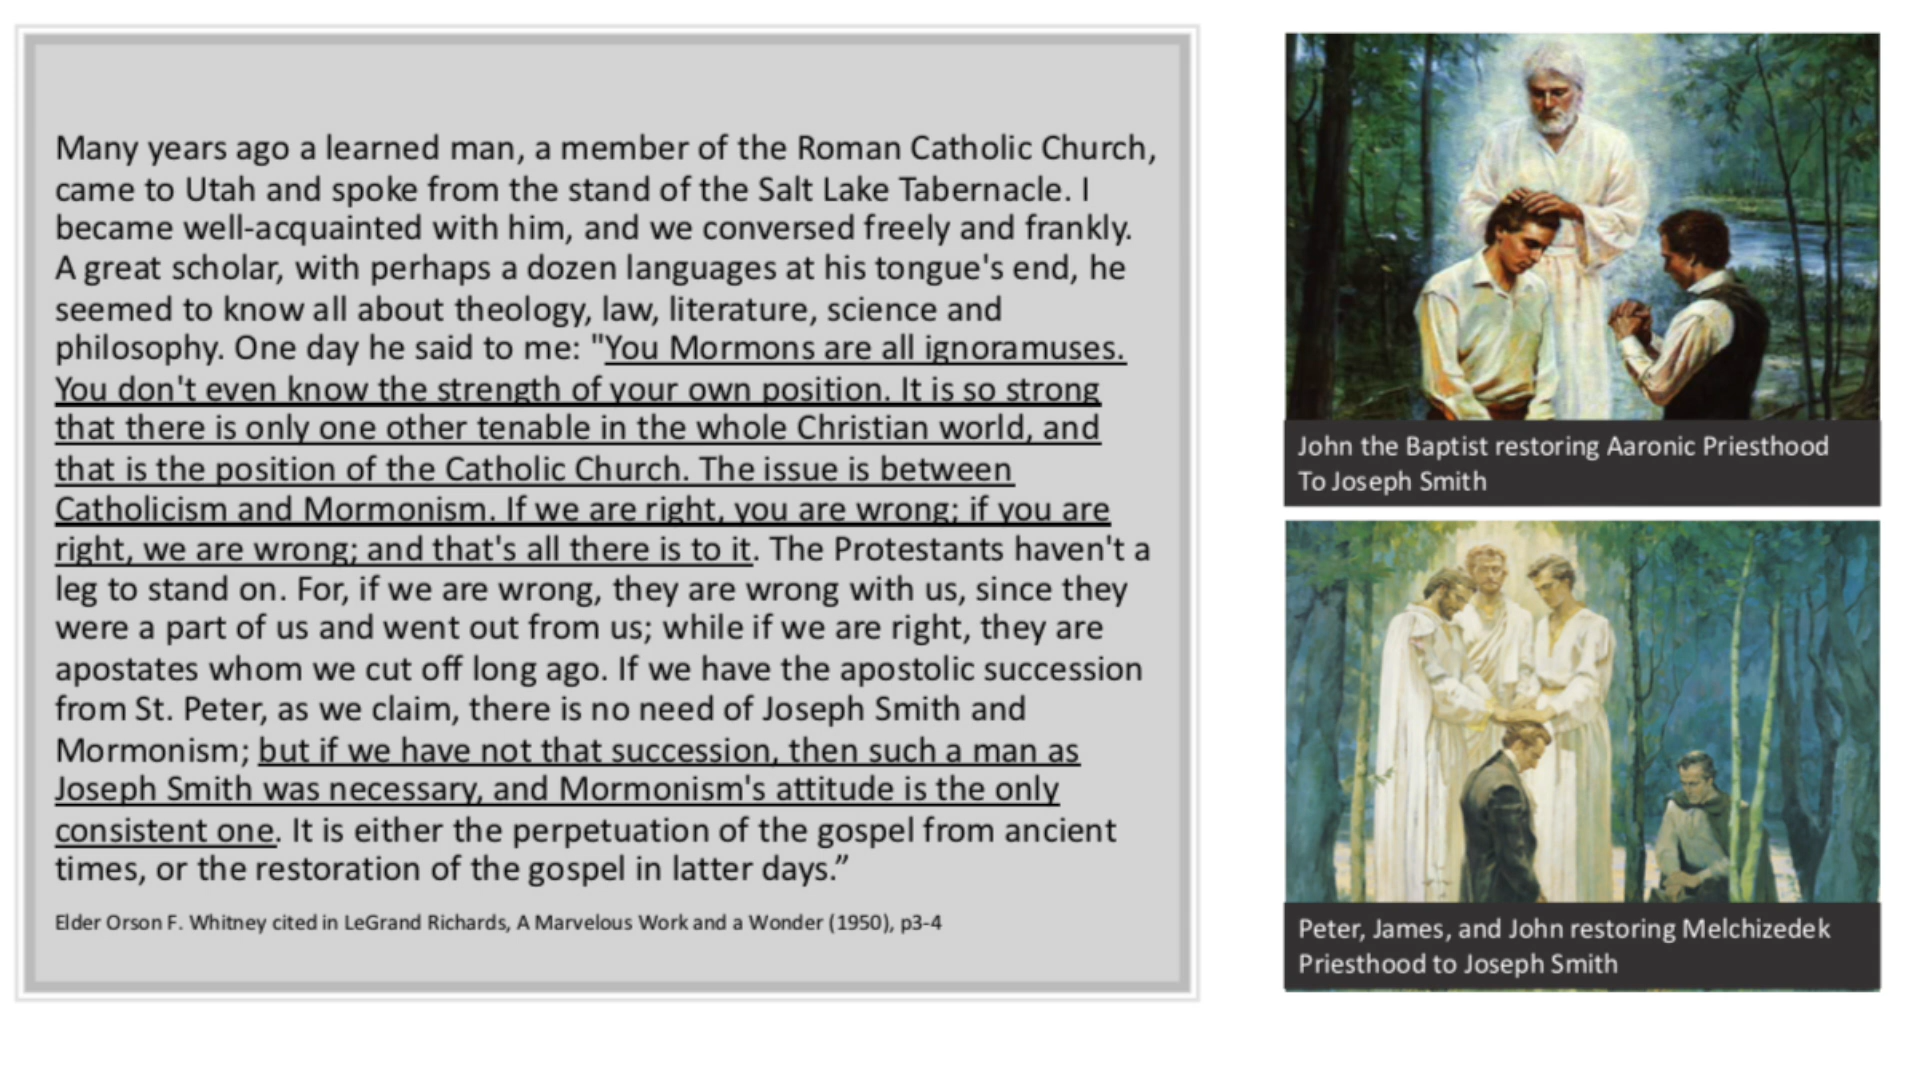 Many years ago a learned man, a member of the Roman Catholic Church,
came to Utah and spoke from the stand of the Salt Lake Tabernacle. I
became well-acquainted with him, and we conversed freely and frankly.
A great scholar, with perhaps a dozen languages at his tongue's end, he
seemed to know all about theology, law, literature, science and
philosophy. One day he said to me: "You Mormons are all ignoramuses.
You don't even know the strength of your own position. It is so strong
that there is only one other tenable in the whole Christian world, and
that is the position of the Catholic Church. The issue is between
Catholicism and Mormonism. If we are right, you are wrong; if you are
right, we are wrong; and that's all there is to it. The Protestants haven't a
leg to stand on. For, if we are wrong, they are wrong with us, since they
were a part of us and went out from us; while if we are right, they are
apostates whom we cut off long ago. If we have the apostolic succession
from St. Peter, as we claim, there is no need of Joseph Smith and
Mormonism; but if we have not that succession, then such a man as
Joseph Smith was necessary, and Mormonism's attitude is the only
consistent one. It is either the perpetuation of the gospel from ancient
times, or the restoration of the gospel in latter days.”
Elder Orson F. Whitney cited in LeGrand Richards, A Marvelous Work and a Wonder (1950), p3-4
John the Baptist restoring Aaronic Priesthood
To Joseph Smith
Peter, James, and John restoring Melchizedek
Priesthood to Joseph Smith